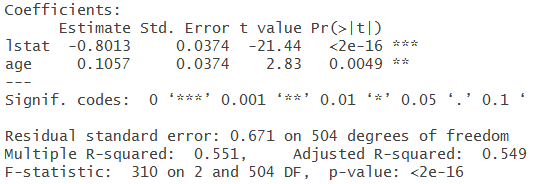 Coefficients:
Estimate Std. Error t value Pr(>|t|)
lstat -0.8013 0.0374 -21.44 <2e-16 ***
age 0.1057 0.0374 2.83 0.0049 **
---
Signif. codes: 0 ‘***’ 0.001 ‘**’ 0.01 ‘*’ 0.05 ‘.’ 0.1 ‘
Residual standard error: 0.671 on 504 degrees of freedom
Multiple R-squared: 0.551, Adjusted R-squared: 0.549
F-statistic: 310 on 2 and 504 DF, p-value: <2e-16